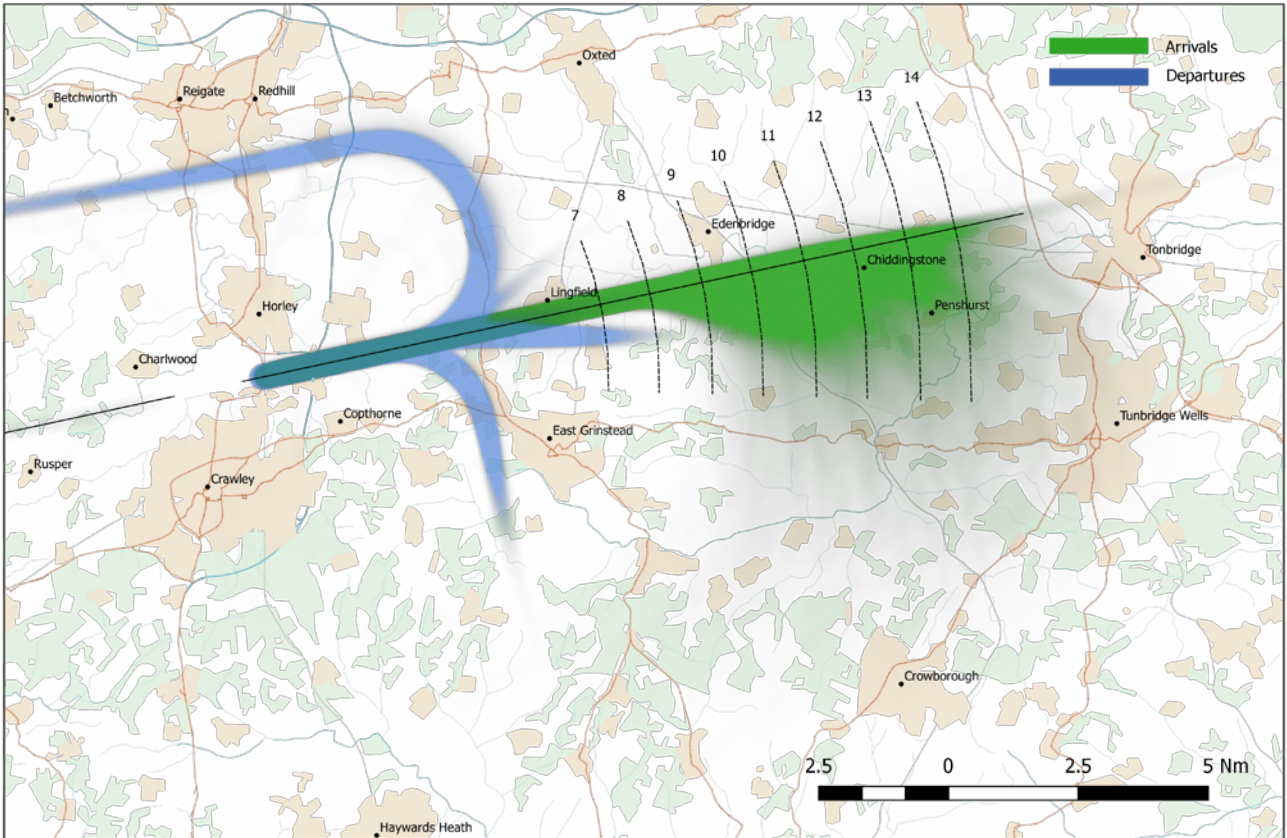 Oxted
Arrivals
Departures
14
Reigate
Redhill
Betchworth
13
n
12
11
10
9
8
7
Edenbridge
Tonbridge
Chiddingstone
Lingfield
Horley
Penshurst
Charlwood
Copthorne
Tunbridge Wells
East Grinstead
Rusper
Crawley
Crowborough
2.5 0 2.5 5 Nm
Haywards Heath